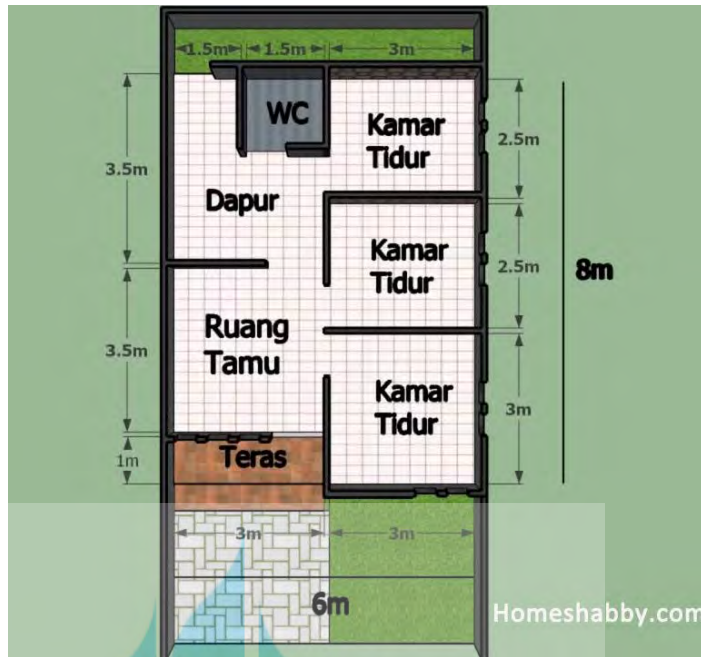 1.5m 1.5m 3m
WC
Kamar
Tidur
2.5m
3.5m
Dapur
Kamar
Tidur
2.5m
8m
Ruang
Tamu
3.5m
Kamar
Tidur
3m
Teras
1m
3m 3m
6m
Homeshabby.com